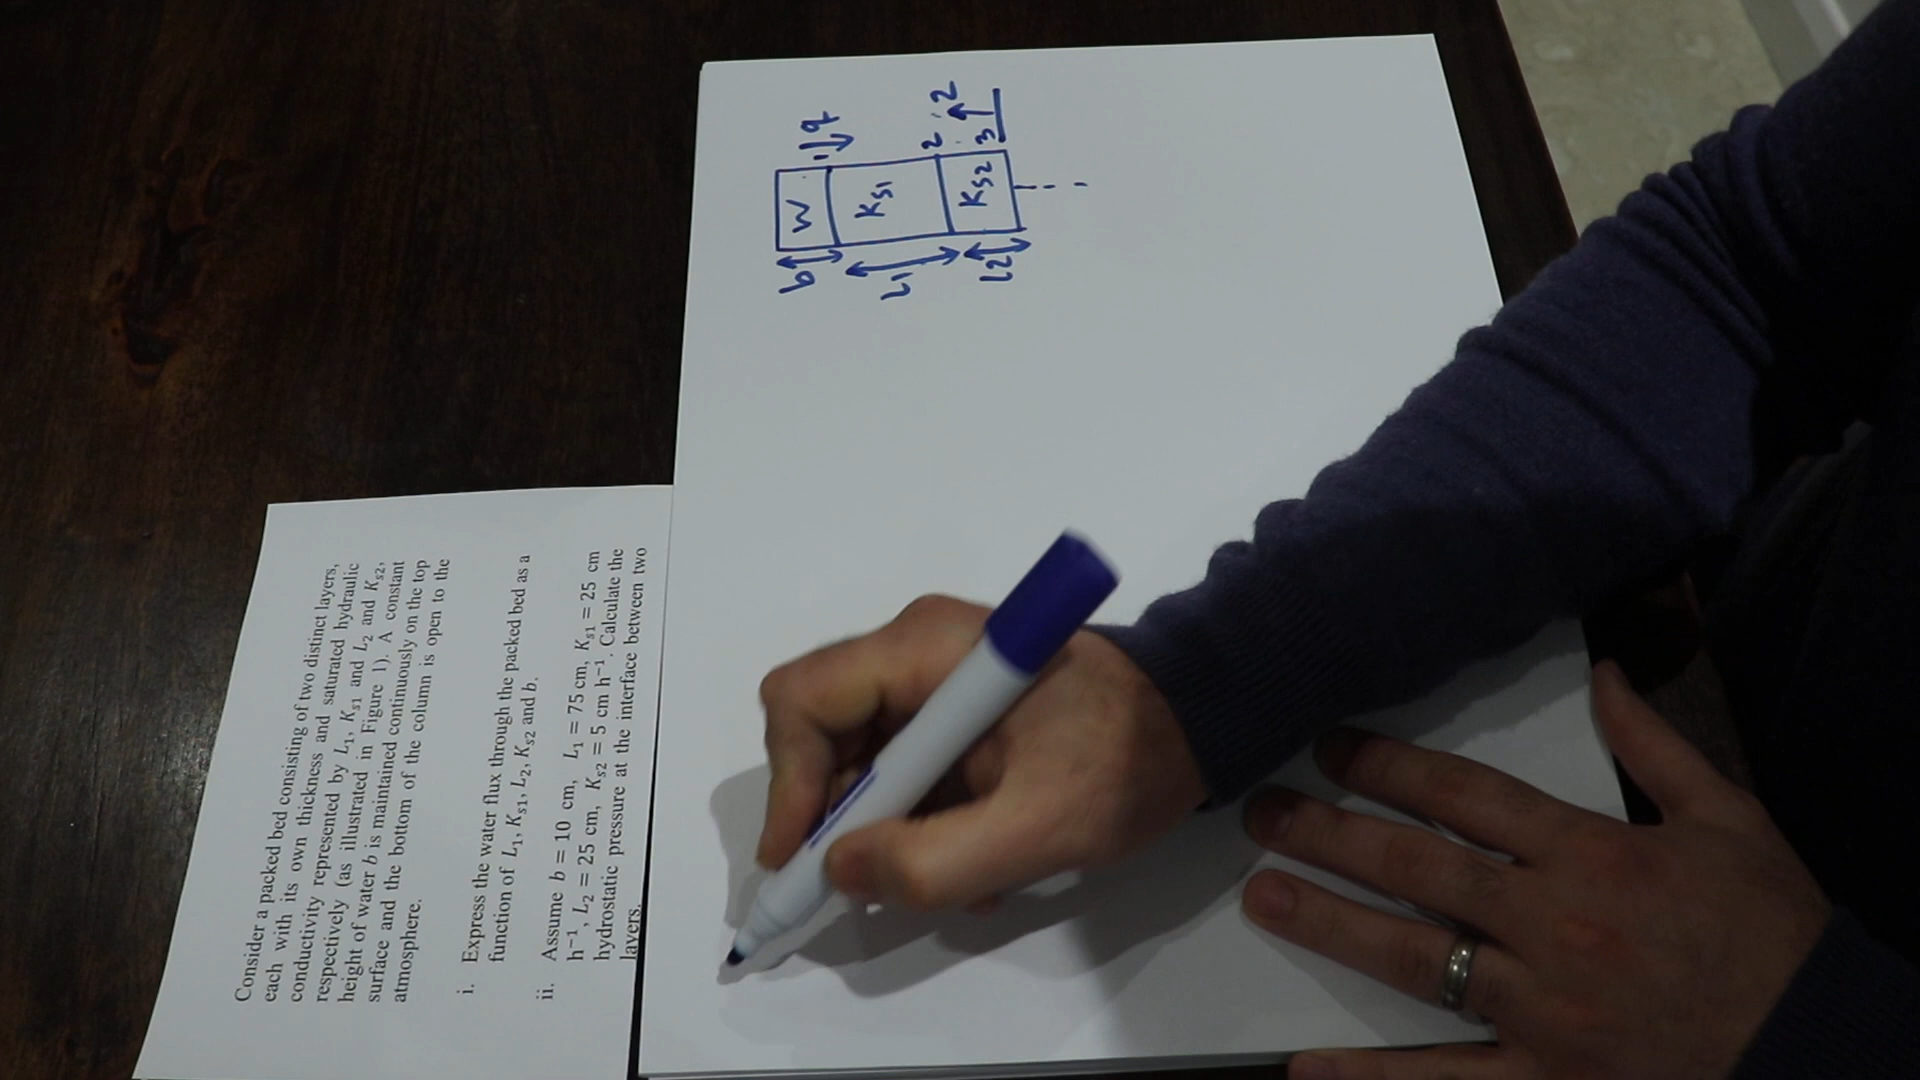 Consider a packed bed consisting of two distinct layers,
each with its own thickness and saturated hydraulic
conductivity respectively represented by L₁, Kₛ₁ and L₂ and Kₛ₂,
respectively (as illustrated in Figure 1). A constant
height of water b is maintained continuously on the top
surface and the bottom of the column is open to the
atmosphere.
i. Express the water flux through the packed bed as a
function of L₁, Kₛ₁, L₂, Kₛ₂ and b.
ii. Assume b = 10 cm, L₁ = 75 cm, Kₛ₁ = 25 cm
h⁻¹, L₂ = 25 cm, Kₛ₂ = 5 cm h⁻¹. Calculate the
hydrostatic pressure at the interface between two
layers.
b W 1 q
L1 Ks1
2
L2 Ks2 3 z